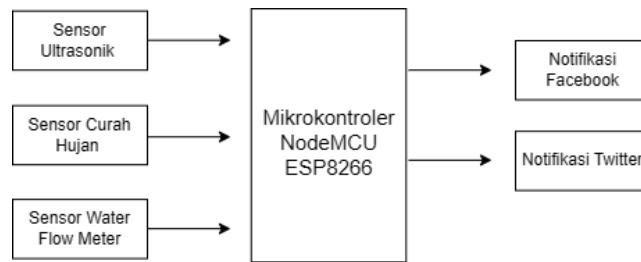 Sensor
Ultrasonik
Sensor Curah
Hujan
Sensor Water
Flow Meter
Mikrokontroler
NodeMCU
ESP8266
Notifikasi
Facebook
Notifikasi Twitter